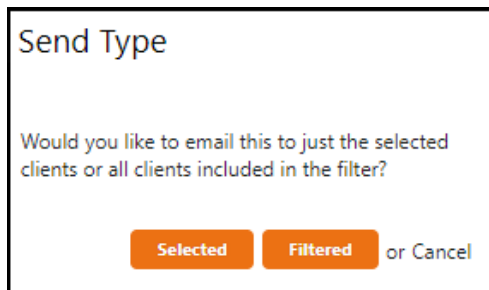 Send Type
Would you like to email this to just the selected
clients or all clients included in the filter?
Selected Filtered or Cancel